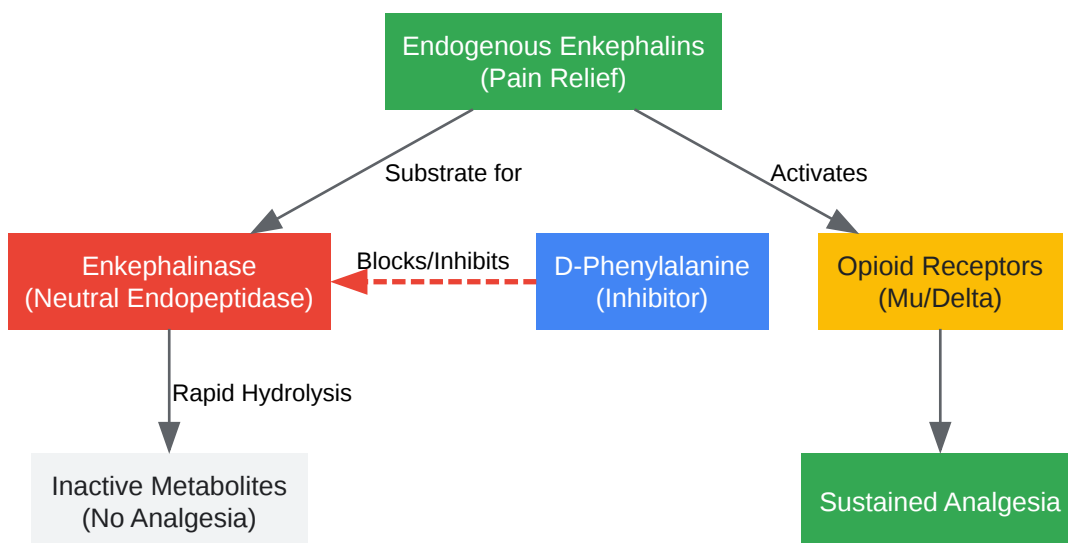 Endogenous Enkephalins
(Pain Relief)
Substrate for
Activates
Enkephalinase
(Neutral Endopeptidase)
Blocks/Inhibits
D-Phenylalanine
(Inhibitor)
Opioid Receptors
(Mu/Delta)
Rapid Hydrolysis
Inactive Metabolites
(No Analgesia)
Sustained Analgesia